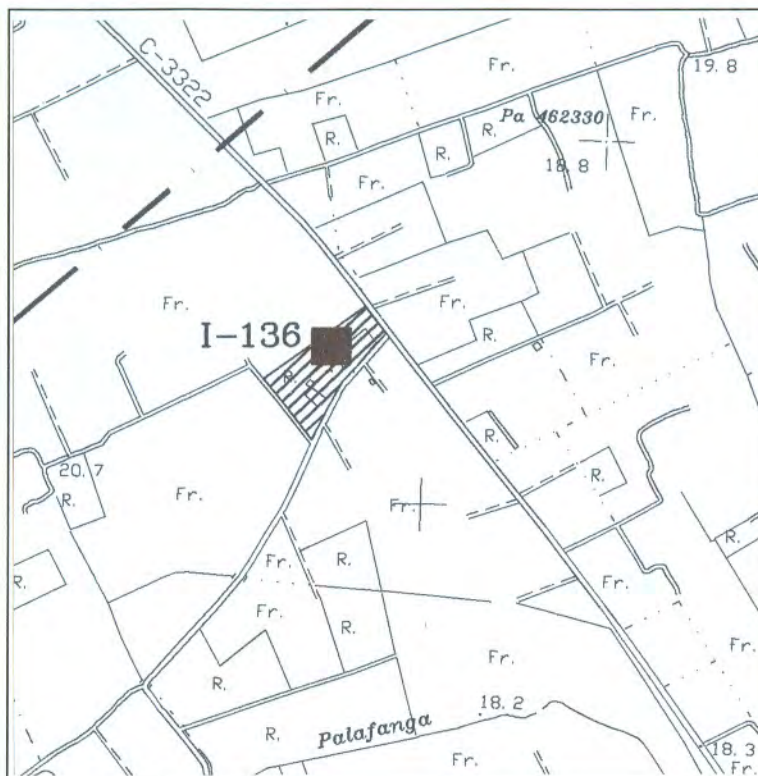 C-3322
Fr.
19.8
Fr.
Pa 462330
Fr.
R.
R.
R.
18.8
Fr.
Fr.
Fr.
I-136
R.
R.
Fr.
R.
20.7
R.
Fr.
Fr.
R.
R.
R.
Fr.
R.
Fr.
Fr.
R.
Fr.
Fr.
R.
18.2
R.
Palafanga
18.3
Fr.
Fr.